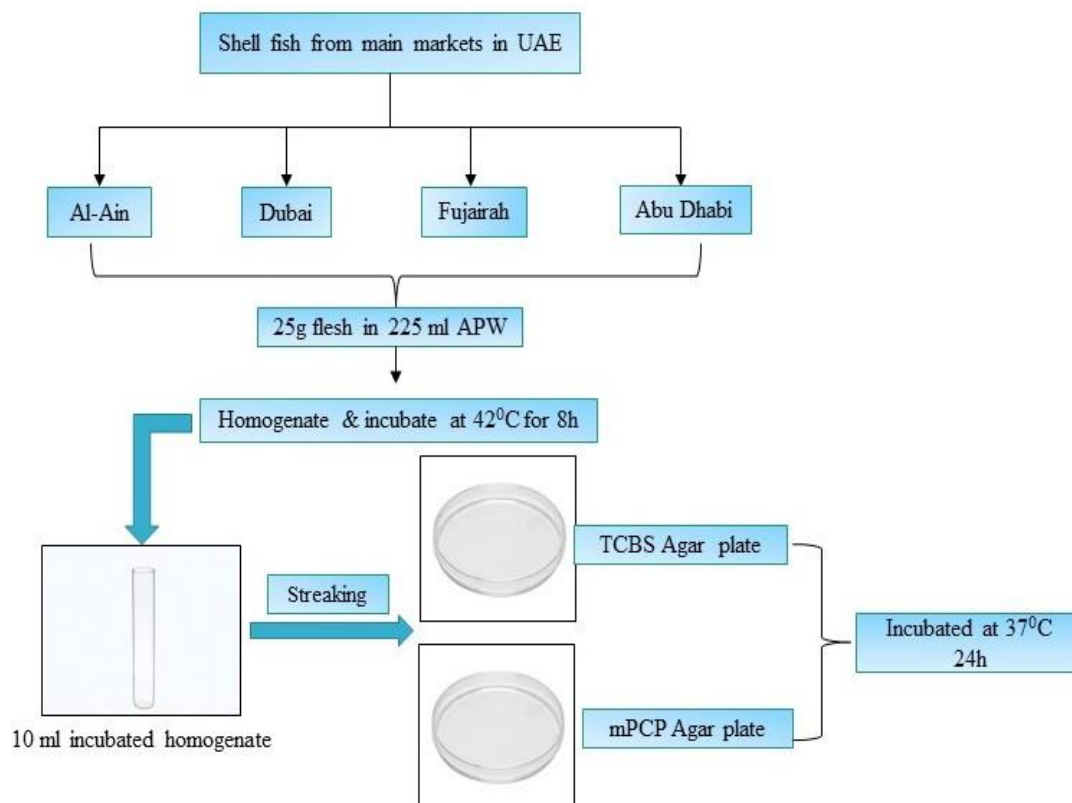 Shell fish from main markets in UAE
Al-Ain
Dubai
Fujairah
Abu Dhabi
25g flesh in 225 ml APW
Homogenate & incubate at 42⁰C for 8h
TCBS Agar plate
Streaking
Incubated at 37⁰C
24h
mPCP Agar plate
10 ml incubated homogenate